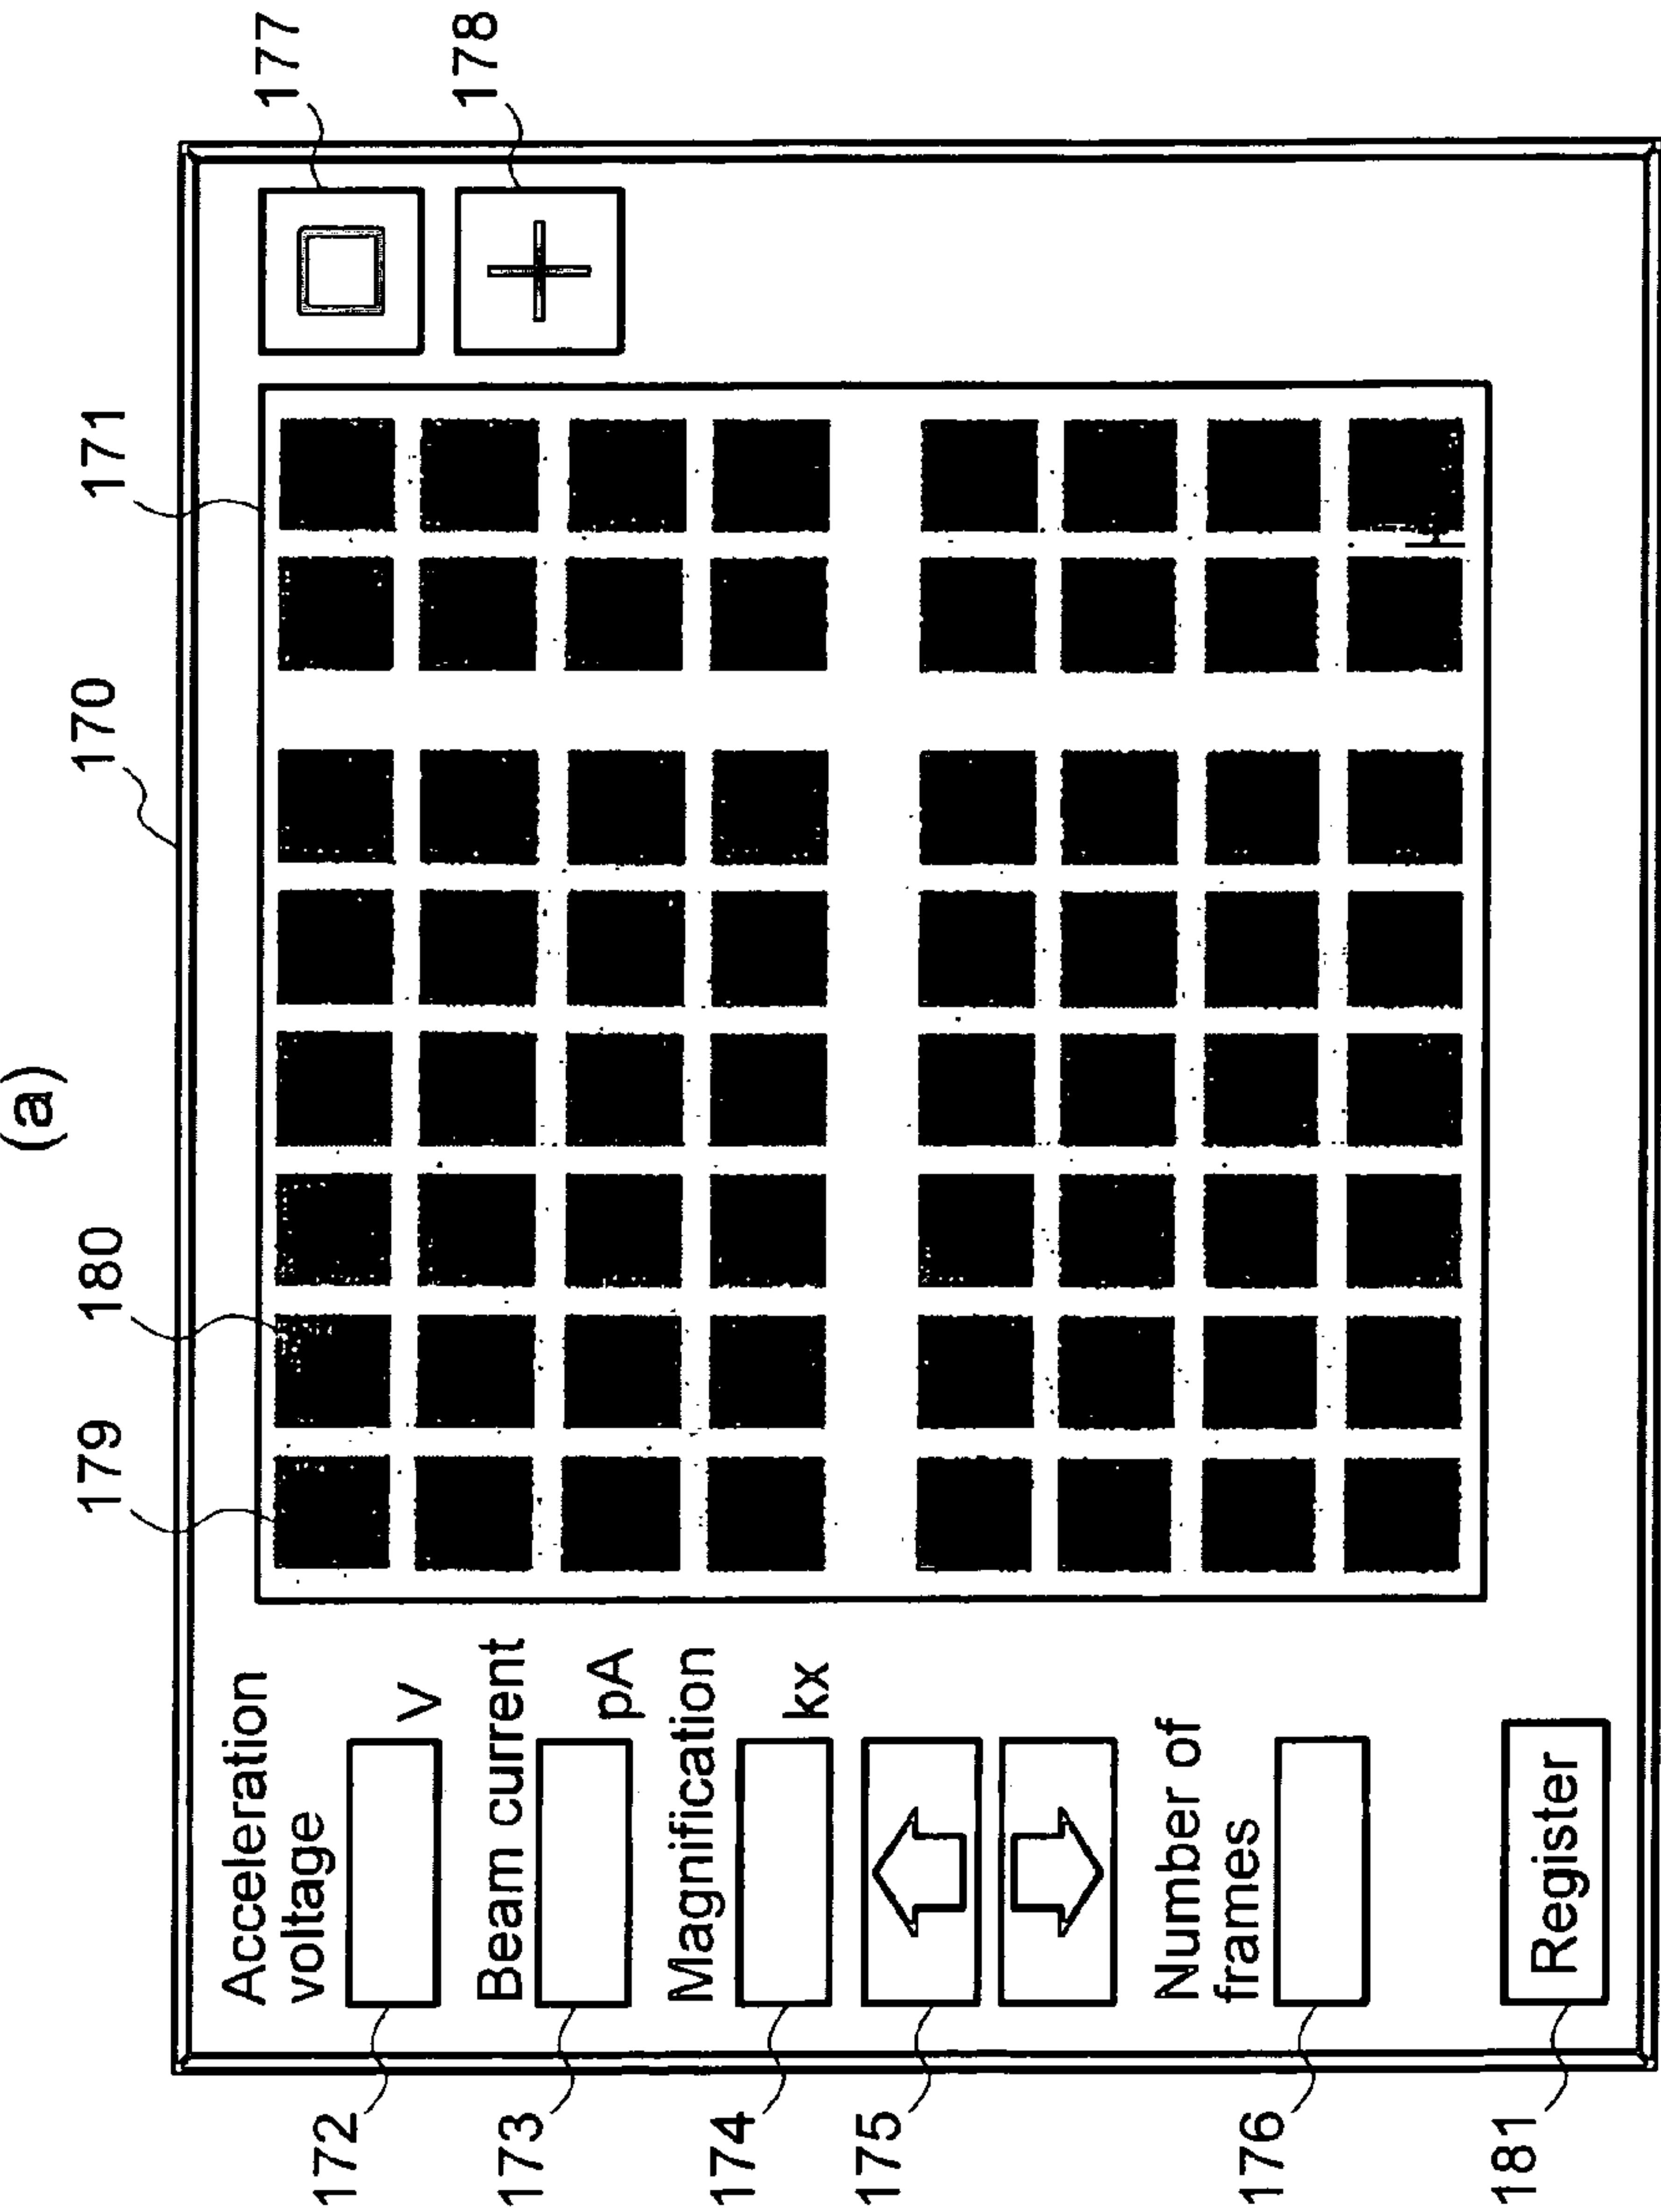 (a)
170
171
177
178
179
180
172
Acceleration
voltage
V
173
Beam current
pA
174
Magnification
kx
175
176
Number of
frames
181
Register